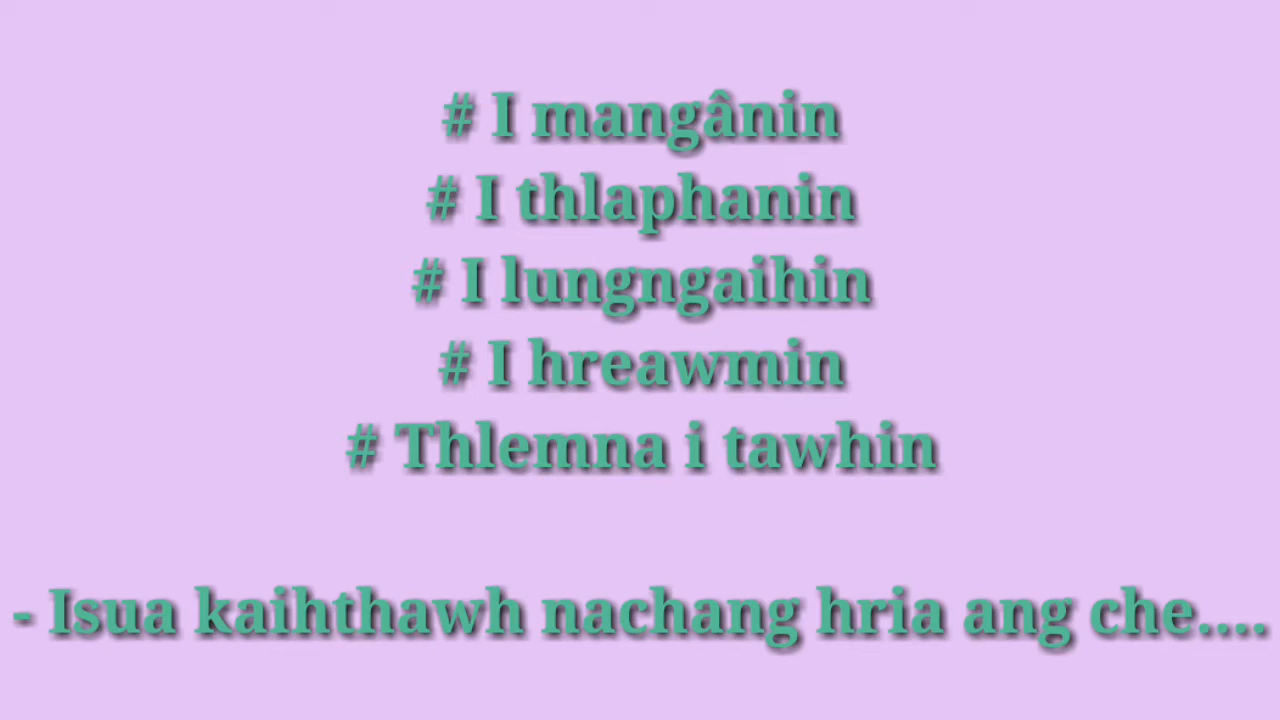 # I mangânin
# I thlaphanin
# I lungngaihin
# I hreawmin
# Thlemna i tawhin
- Isua kaihthawh nachang hria ang che....